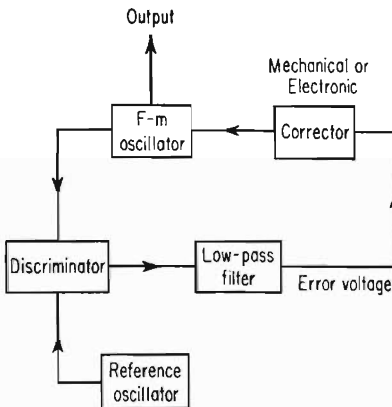 Output
Mechanical or
Electronic
F-m
oscillator
Corrector
Discriminator
Low-pass
filter
Error voltage
Reference
oscillator